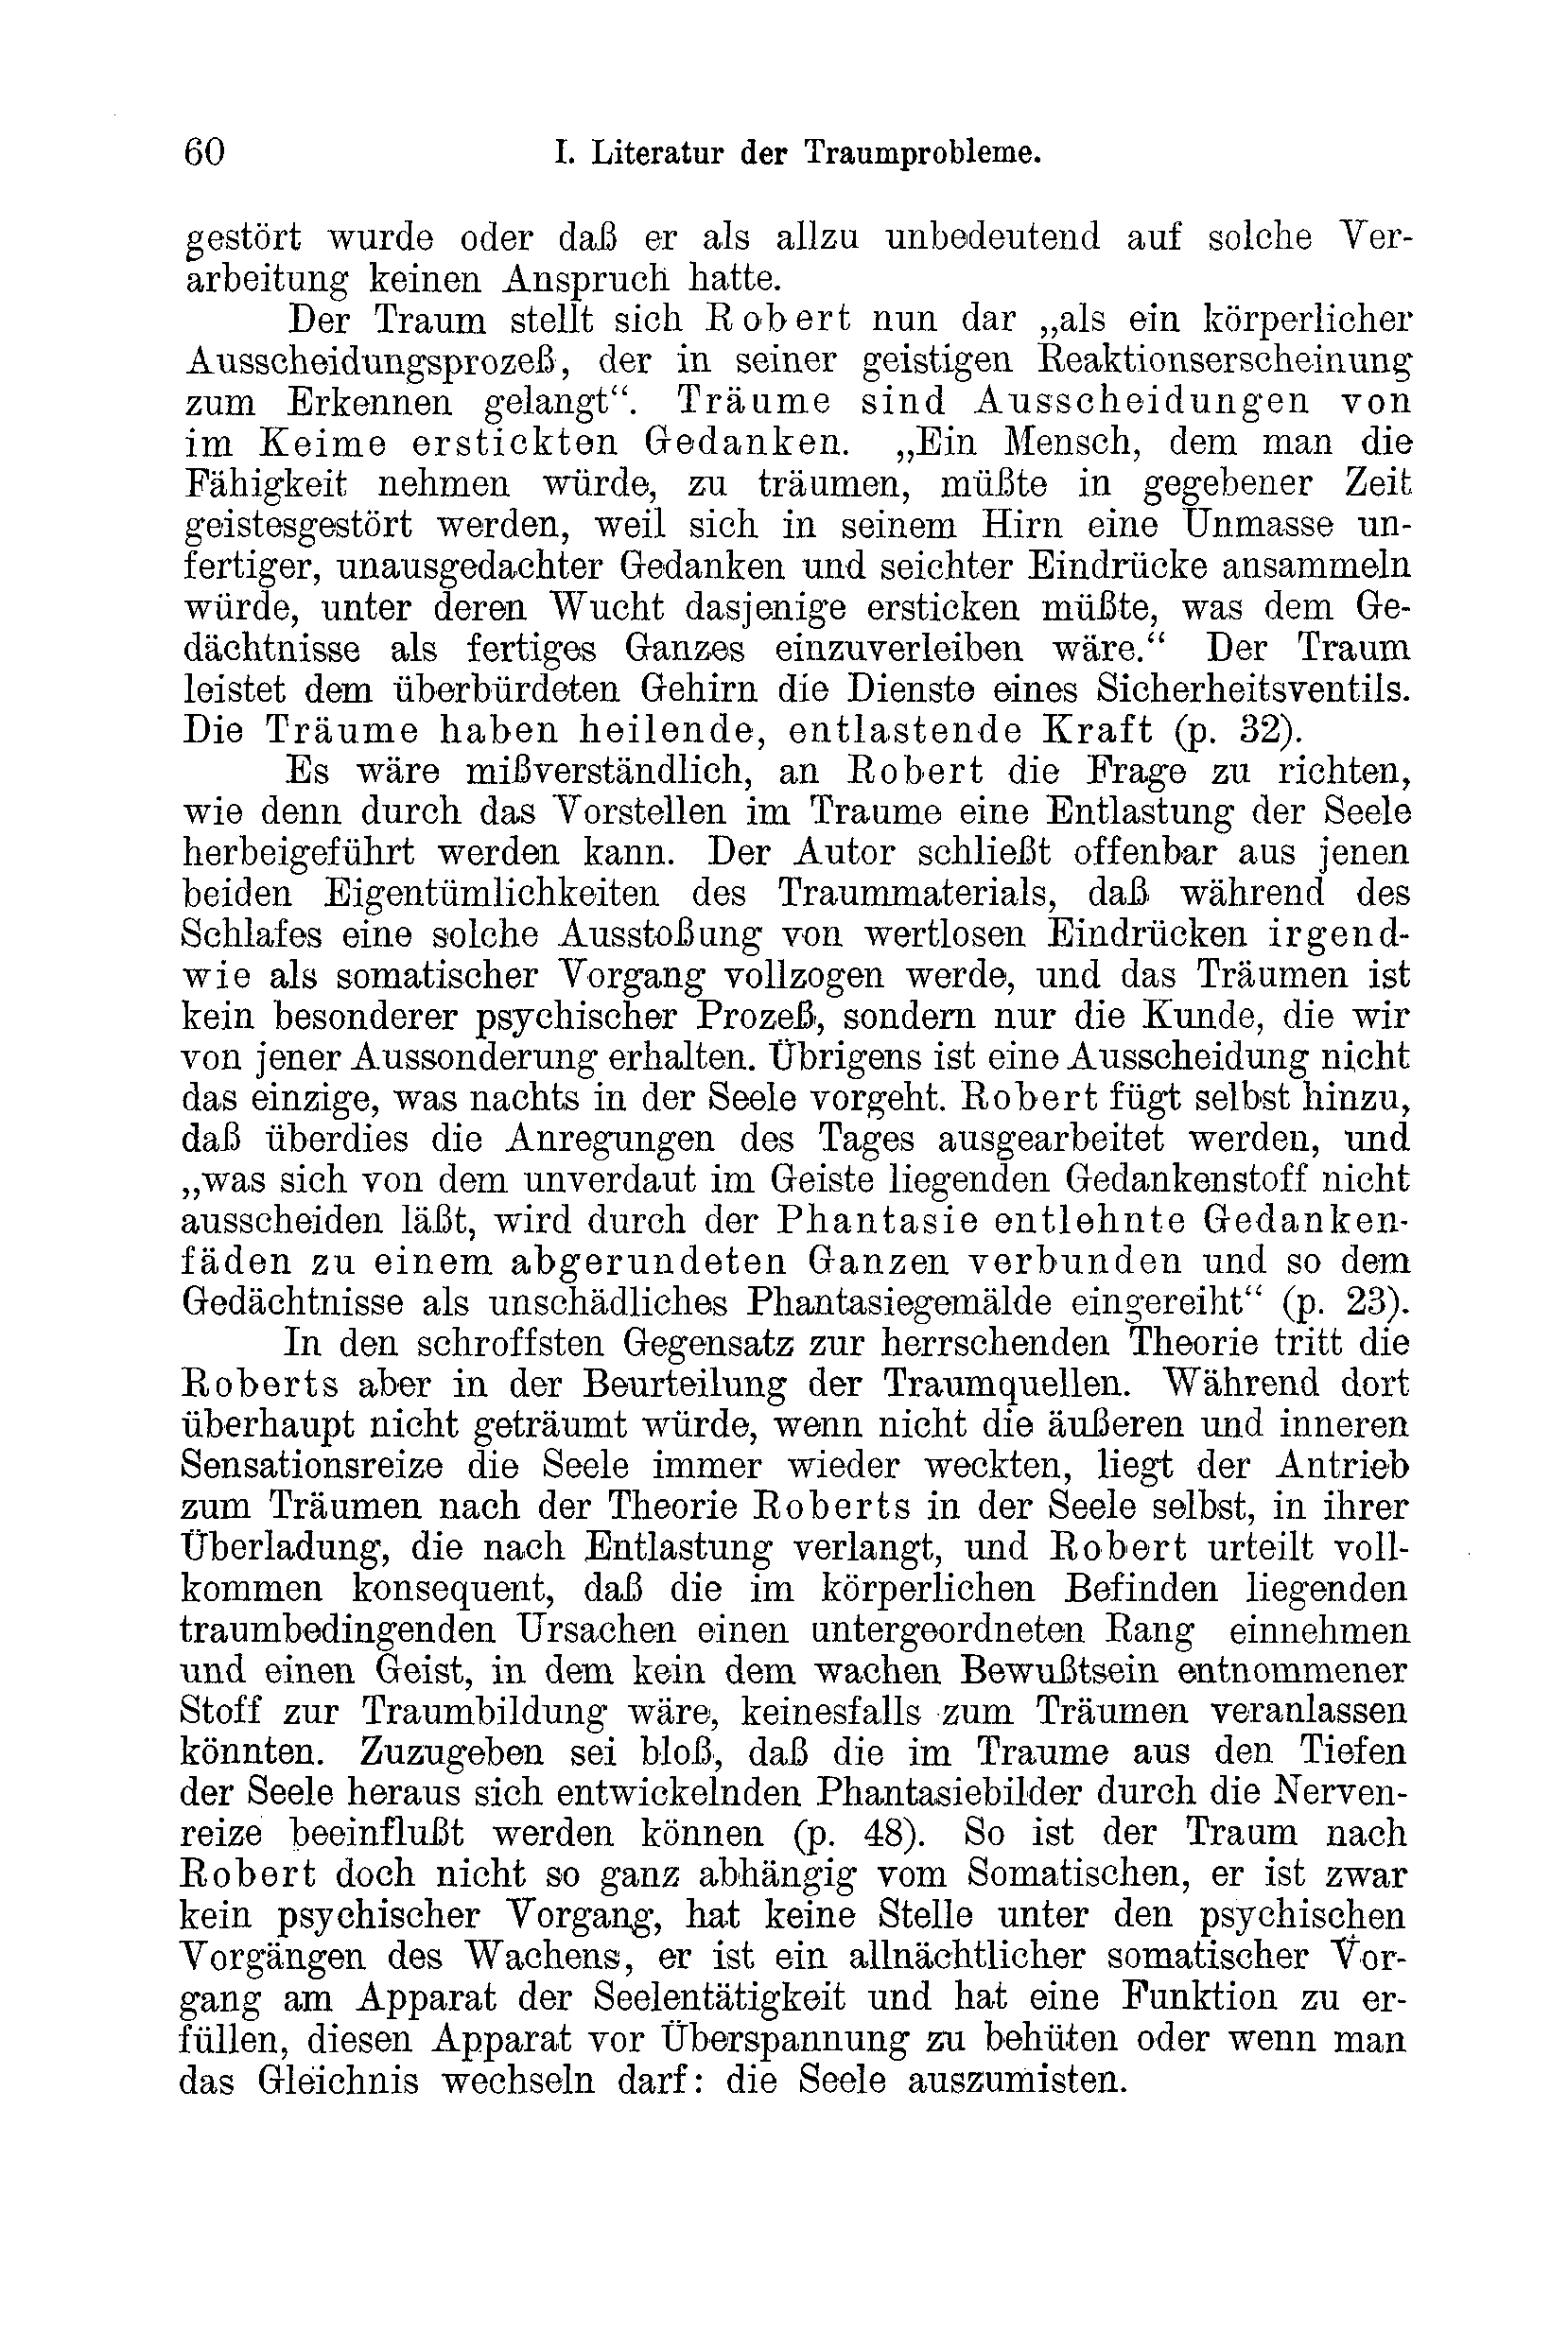 60 I. Literatur der Traumprobleme.
gestört wurde oder daß er als allzu unbedeutend auf solche Ver-
arbeitung keinen Anspruch hatte.
Der Traum stellt sich Robert nun dar „als ein körperlicher
Ausscheidungsprozeß, der in seiner geistigen Reaktionserscheinung
zum Erkennen gelangt“. Träume sind Ausscheidungen von
im Keime erstickten Gedanken. „Ein Mensch, dem man die
Fähigkeit nehmen würde, zu träumen, müßte in gegebener Zeit
geistesgestört werden, weil sich in seinem Hirn eine Unmasse un-
fertiger, unausgedachter Gedanken und seichter Eindrücke ansammeln
würde, unter deren Wucht dasjenige ersticken müßte, was dem Ge-
dächtnisse als fertiges Ganzes einzuverleiben wäre.“ Der Traum
leistet dem überbürdeten Gehirn die Dienste eines Sicherheitsventils.
Die Träume haben heilende, entlastende Kraft (p. 32).
Es wäre mißverständlich, an Robert die Frage zu richten,
wie denn durch das Vorstellen im Traume eine Entlastung der Seele
herbeigeführt werden kann. Der Autor schließt offenbar aus jenen
beiden Eigentümlichkeiten des Traummaterials, daß während des
Schlafes eine solche Ausstoßung von wertlosen Eindrücken irgend-
wie als somatischer Vorgang vollzogen werde, und das Träumen ist
kein besonderer psychischer Prozeß, sondern nur die Kunde, die wir
von jener Aussonderung erhalten. Übrigens ist eine Ausscheidung nicht
das einzige, was nachts in der Seele vorgeht. Robert fügt selbst hinzu,
daß überdies die Anregungen des Tages ausgearbeitet werden, und
„was sich von dem unverdaut im Geiste liegenden Gedankenstoff nicht
ausscheiden läßt, wird durch der Phantasie entlehnte Gedanken-
fäden zu einem abgerundeten Ganzen verbunden und so dem
Gedächtnisse als unschädliches Phantasiegemälde eingereiht“ (p. 23).
In den schroffsten Gegensatz zur herrschenden Theorie tritt die
Roberts aber in der Beurteilung der Traumquellen. Während dort
überhaupt nicht geträumt würde, wenn nicht die äußeren und inneren
Sensationsreize die Seele immer wieder weckten, liegt der Antrieb
zum Träumen nach der Theorie Roberts in der Seele selbst, in ihrer
Überladung, die nach Entlastung verlangt, und Robert urteilt voll-
kommen konsequent, daß die im körperlichen Befinden liegenden
traumbedingenden Ursachen einen untergeordneten Rang einnehmen
und einen Geist, in dem kein dem wachen Bewußtsein entnommener
Stoff zur Traumbildung wäre, keinesfalls zum Träumen veranlassen
könnten. Zuzugeben sei bloß, daß die im Traume aus den Tiefen
der Seele heraus sich entwickelnden Phantasiebilder durch die Nerven-
reize beeinflußt werden können (p. 48). So ist der Traum nach
Robert doch nicht so ganz abhängig vom Somatischen, er ist zwar
kein psychischer Vorgang, hat keine Stelle unter den psychischen
Vorgängen des Wachens, er ist ein allnächtlicher somatischer Vor-
gang am Apparat der Seelentätigkeit und hat eine Funktion zu er-
füllen, diesen Apparat vor Überspannung zu behüten oder wenn man
das Gleichnis wechseln darf: die Seele auszumisten.